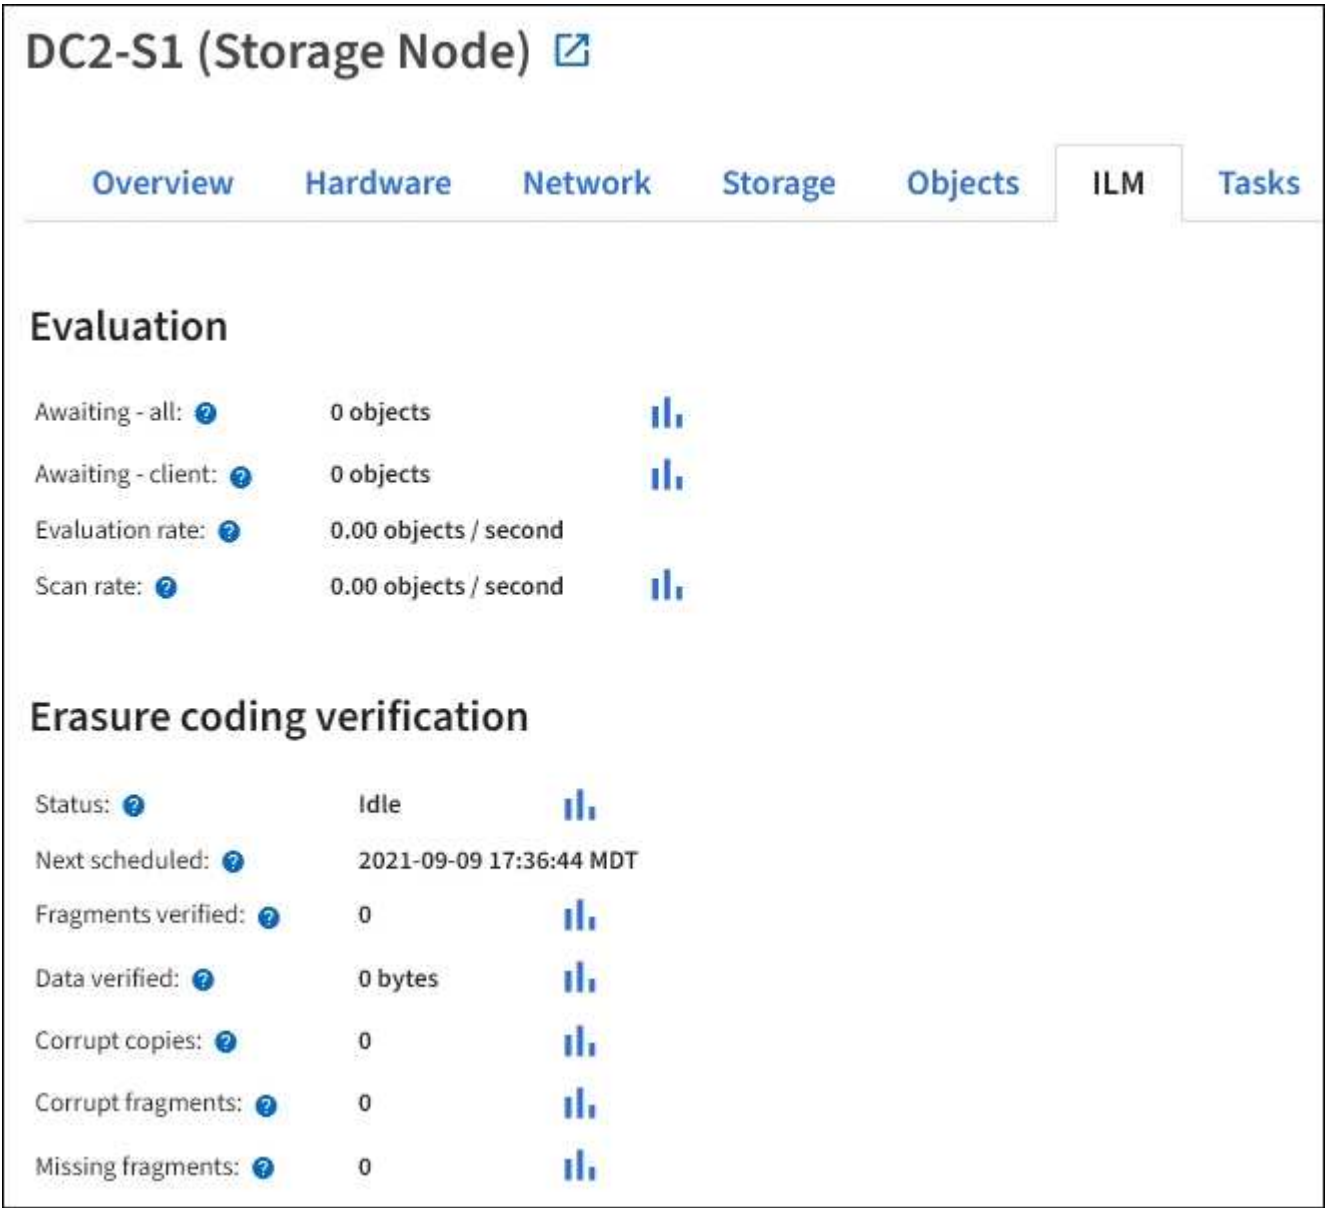 DC2-S1 (Storage Node)
Overview Hardware Network Storage Objects ILM Tasks
Evaluation
Awaiting - all: 0 objects
Awaiting - client: 0 objects
Evaluation rate: 0.00 objects / second
Scan rate: 0.00 objects / second
Erasure coding verification
Status: Idle
Next scheduled: 2021-09-09 17:36:44 MDT
Fragments verified: 0
Data verified: 0 bytes
Corrupt copies: 0
Corrupt fragments: 0
Missing fragments: 0